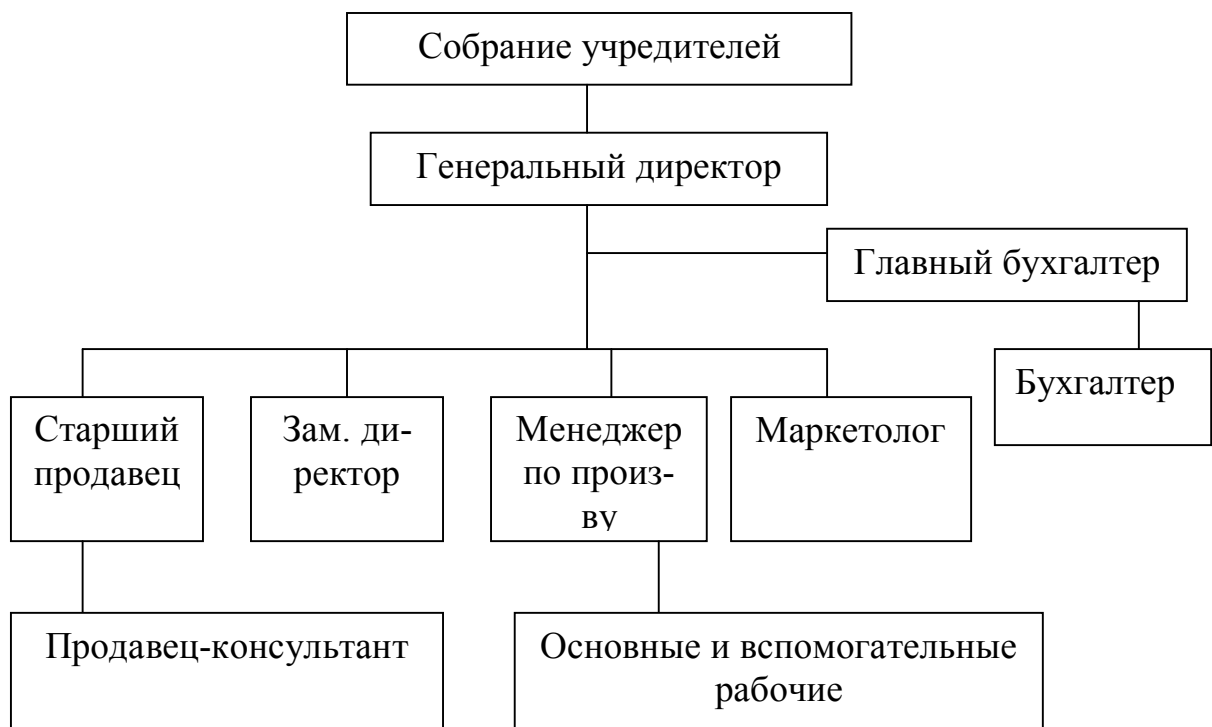 Собрание учредителей
Генеральный директор
Главный бухгалтер
Бухгалтер
Старший
продавец
Зам. ди-
ректор
Менеджер
по произ-
ву
Маркетолог
Продавец-консультант
Основные и вспомогательные
рабочие